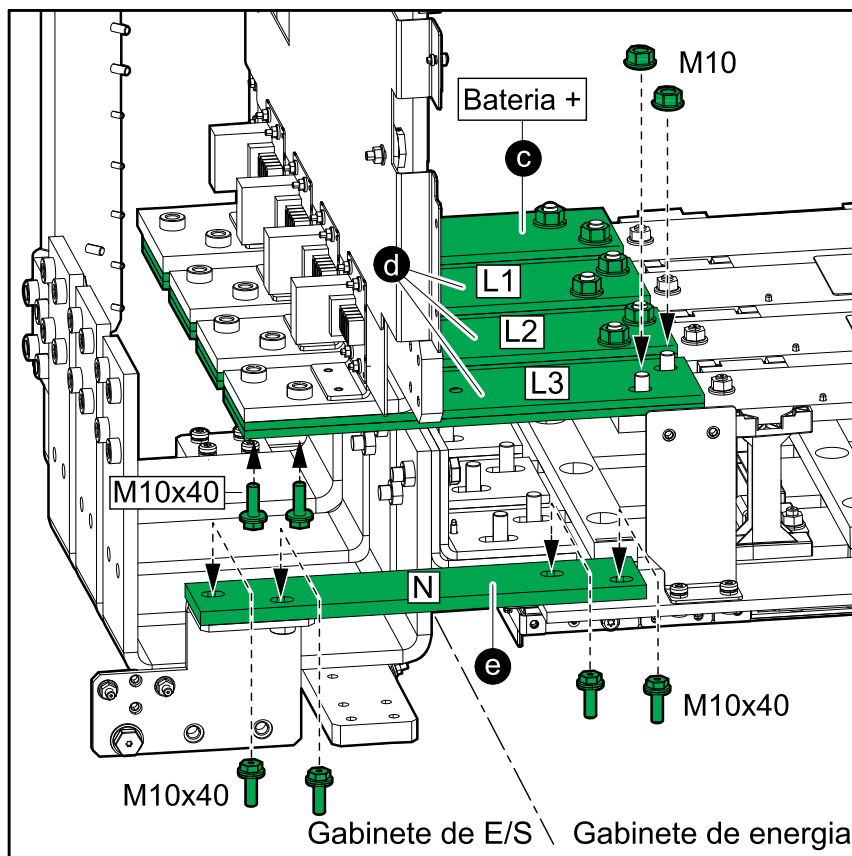 M10
Bateria +
c
d
L1
L2
L3
M10x40
N
e
M10x40
M10x40
Gabinete de E/S
Gabinete de energia